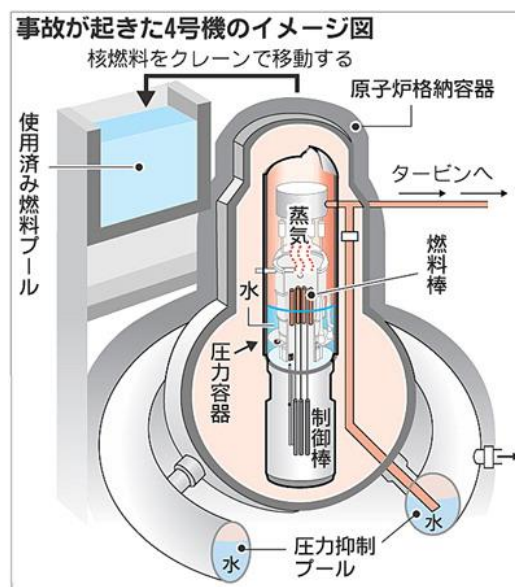 事故が起きた4号機のイメージ図
核燃料をクレーンで移動する
原子炉格納容器
使用済み燃料プール
タービンへ
蒸気
燃料棒
水
圧力容器
制御棒
水
水
圧力抑制
プール